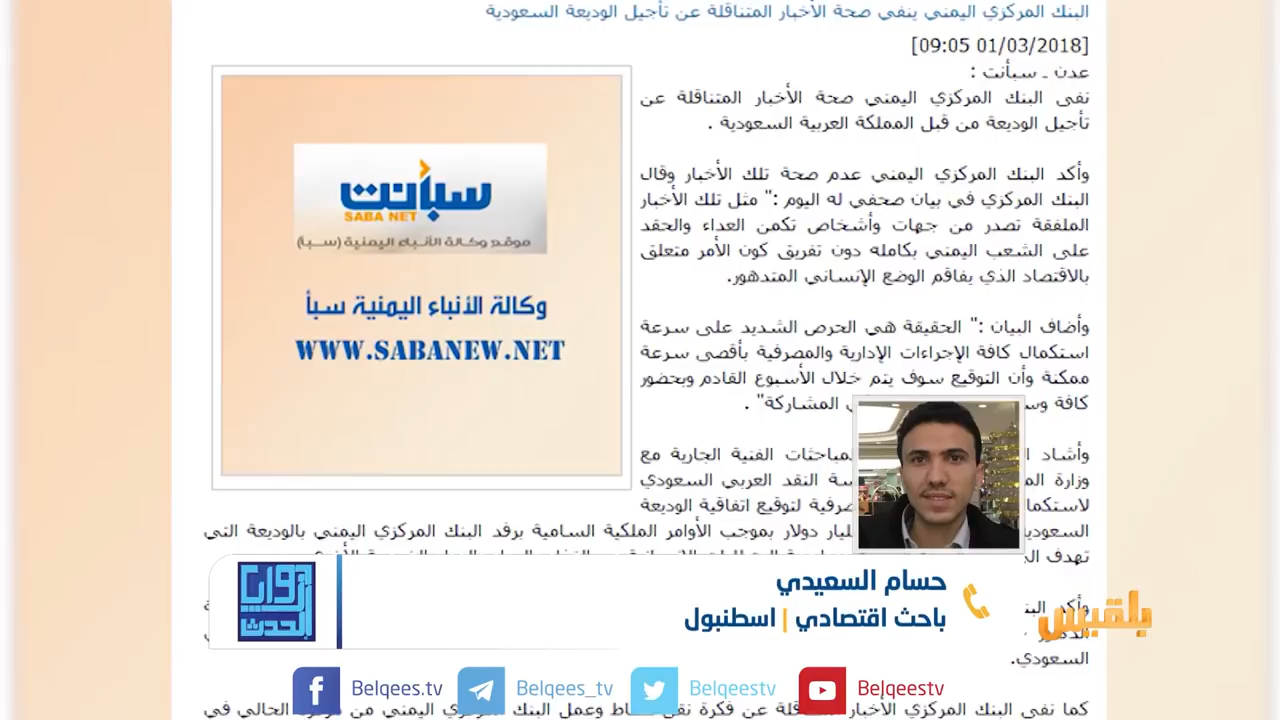 البنك المركزي اليمني ينفي صحة الأخبار المتناقلة عن تأجيل الوديعة السعودية
[09:05 01/03/2018]
عدن ـ سبأنت :
نفى البنك المركزي اليمني صحة الأخبار المتناقلة عن
تأجيل الوديعة من قبل المملكة العربية السعودية .
وأكد البنك المركزي اليمني عدم صحة تلك الأخبار وقال
البنك المركزي في بيان صحفي له اليوم :" مثل تلك الأخبار
الملفقة تصدر من جهات وأشخاص تكمن العداء والحقد
على الشعب اليمني بكامله دون تفريق كون الأمر متعلق
بالاقتصاد الذي يفاقم الوضع الإنساني المتدهور.
وأضاف البيان :" الحقيقة هي الحرص الشديد على سرعة
استكمال كافة الإجراءات الإدارية والمصرفية بأقصى سرعة
ممكنة وأن التوقيع سوف يتم خلال الأسبوع القادم وبحضور
كافة المشاركة" .
وأشاد المباحثات الفنية الجارية مع
وزارة النقد العربي السعودي
لاستكمال لتوقيع اتفاقية الوديعة
السعودية دولار بموجب الأوامر الملكية السامية برفد البنك المركزي اليمني بالوديعة التي
تهدف
وأكد
السعودي.
كما نفى البنك المركزي الأخبار عن فكرة نقل وعمل البنك اليمني من الحالي في
سبأنت
SABA NET
موقع وكالة الأنباء اليمنية (سبأ)
وكالة الأنباء اليمنية سبأ
WWW.SABANEW.NET
حسام السعيدي
باحث اقتصادي | اسطنبول
زوايا الحدث
بلقيس
Belqees.tv
Belqees_tv
Belqeestv
Belqeestv